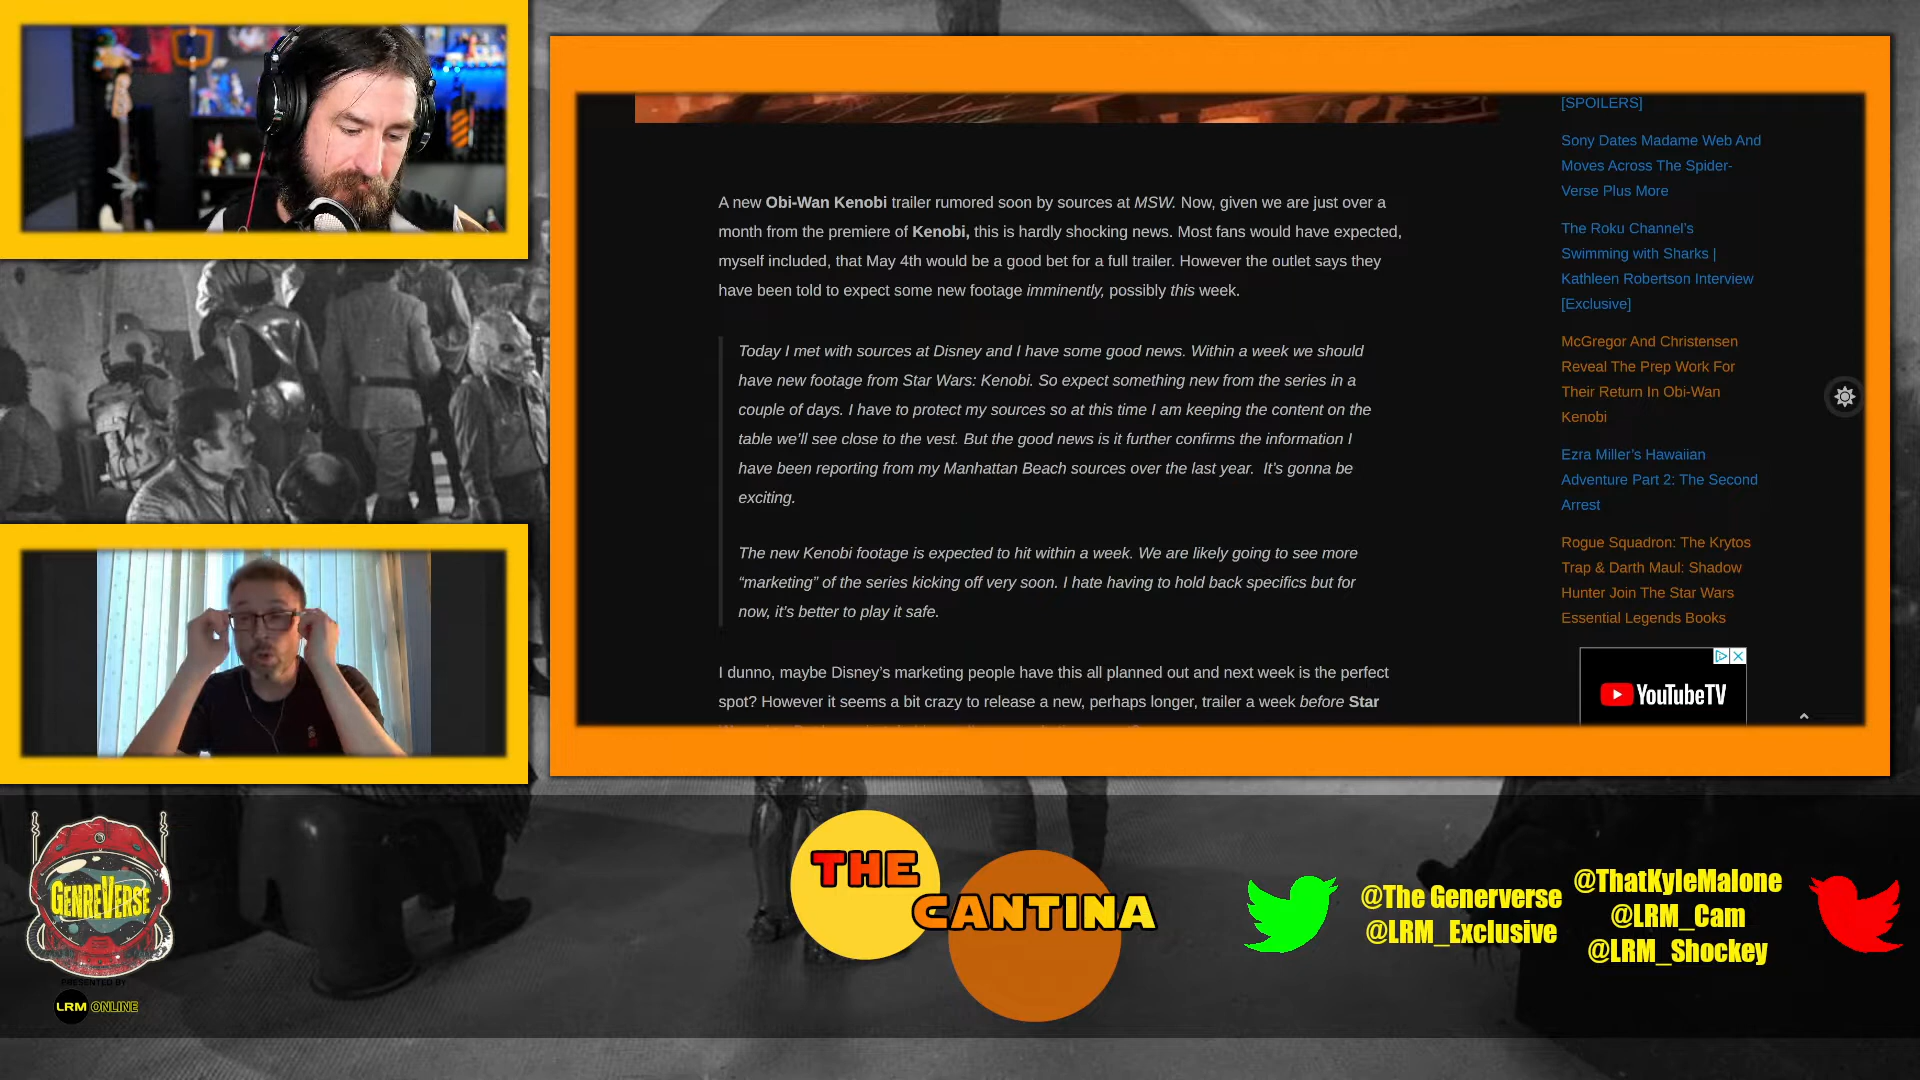 A new Obi-Wan Kenobi trailer rumored soon by sources at MSW. Now, given we are just over a
month from the premiere of Kenobi, this is hardly shocking news. Most fans would have expected,
myself included, that May 4th would be a good bet for a full trailer. However the outlet says they
have been told to expect some new footage imminently, possibly this week.
Today I met with sources at Disney and I have some good news. Within a week we should
have new footage from Star Wars: Kenobi. So expect something new from the series in a
couple of days. I have to protect my sources so at this time I am keeping the content on the
table we’ll see close to the vest. But the good news is it further confirms the information I
have been reporting from my Manhattan Beach sources over the last year.  It’s gonna be
exciting.
The new Kenobi footage is expected to hit within a week. We are likely going to see more
“marketing” of the series kicking off very soon. I hate having to hold back specifics but for
now, it’s better to play it safe.
I dunno, maybe Disney’s marketing people have this all planned out and next week is the perfect
spot? However it seems a bit crazy to release a new, perhaps longer, trailer a week before Star
[SPOILERS]
Sony Dates Madame Web And
Moves Across The Spider-
Verse Plus More
The Roku Channel’s
Swimming with Sharks |
Kathleen Robertson Interview
[Exclusive]
McGregor And Christensen
Reveal The Prep Work For
Their Return In Obi-Wan
Kenobi
Ezra Miller’s Hawaiian
Adventure Part 2: The Second
Arrest
Rogue Squadron: The Krytos
Trap & Darth Maul: Shadow
Hunter Join The Star Wars
Essential Legends Books
YouTubeTV
GENREVERSE
PRESENTED BY
LRM ONLINE
THE
CANTINA
@The Generverse
@LRM_Exclusive
@ThatKyleMalone
@LRM_Cam
@LRM_Shockey